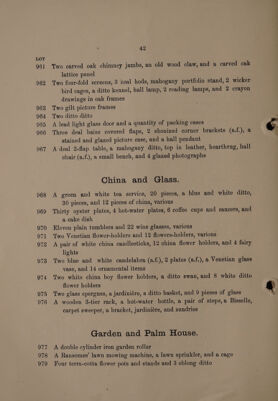 42
LOT
961 Two carved oak chimney jambs, an old wood claw, and a carved oak
lattice panel
962 Two four-fold screens, 3 iced hods, mahogany portfolio stand, 2 wicker
bird cages, a ditto kennel, ball lamp, 2 reading lamps, and 2 crayon
drawings in oak frames
963 Two gilt picture frames
964 Two ditto ditto
965 A lead light glass door and a quantity of packing cases
966 Three deal baize covered flaps, 2 ebonized corner brackets (a.f.), a
stained and glazed picture case, and a ball pendant
967 A deal 2-flap table, a mahogany ditto, top in leather, hearthrug, ball
chair (a.f.), a small bench, and 4 glazed photographs
China and Glass.
968 A green and white tea service, 20 pieces, a blue and white ditto,
30 pieces, and 12 pieces of china, various
969 Thirty oyster plates, 4 hot-water plates, 6 coffee cups and saucers, and
a cake dish
970 Eleven plain tumblers and 22 wine glasses, various
971 Two Venetian flower-holders and 12 flowers-holders, various
972 A pair of white china candlesticks, 12 china flower holders, and 4 fairy
lights
973 Two blue and white candelabra (a.f.), 2 plates (a.f.), a Venetian glass
vase, and 14 ornamental items
974 Two white china boy flower holders, a ditto swan, and 8 white ditto
flower holders
975 Two glass epergnes, a jardinière, a ditto basket, and 9 pieces of glass
976 A wooden 3-tier rack, a hot-water bottle, a pair of steps, a Bissells,
carpet sweeper, a bracket, jardinière, and sundries
Garden and Palm House.
977 A double cylinder iron garden roller
978 A Ransomes' lawn mowing machine, a lawn sprinkler, and a cage
979 Four terra-cotta flower pots and stands and 3 oblong ditto